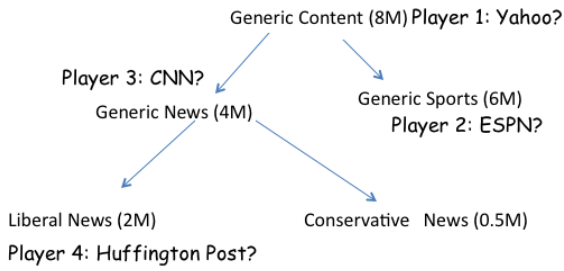 Generic Content (8M) Player 1: Yahoo?
Player 3: CNN?
Generic News (4M)
Generic Sports (6M)
Player 2: ESPN?
Liberal News (2M)
Conservative News (0.5M)
Player 4: Huffington Post?